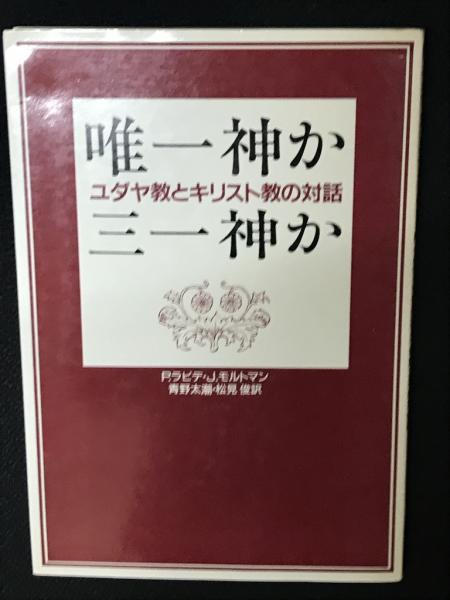 唯一神か
ユダヤ教とキリスト教の対話
三一神か
P.ラピデ・J.モルトマン
青野太潮・松見 俊訳